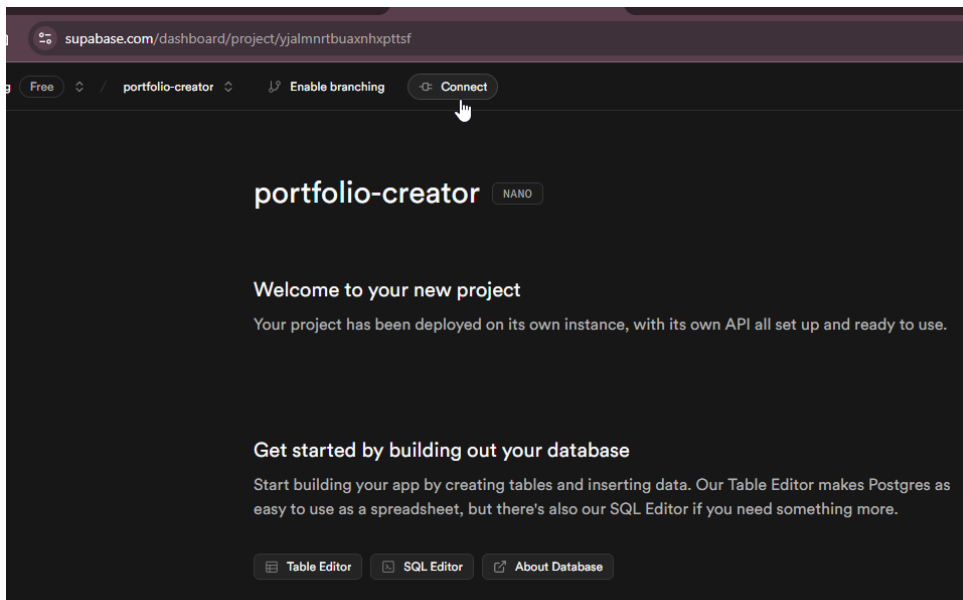 supabase.com/dashboard/project/yjalmnrtbuaxnhxpttsf
g Free / portfolio-creator Enable branching Connect
portfolio-creator NANO
Welcome to your new project
Your project has been deployed on its own instance, with its own API all set up and ready to use.
Get started by building out your database
Start building your app by creating tables and inserting data. Our Table Editor makes Postgres as
easy to use as a spreadsheet, but there's also our SQL Editor if you need something more.
Table Editor SQL Editor About Database